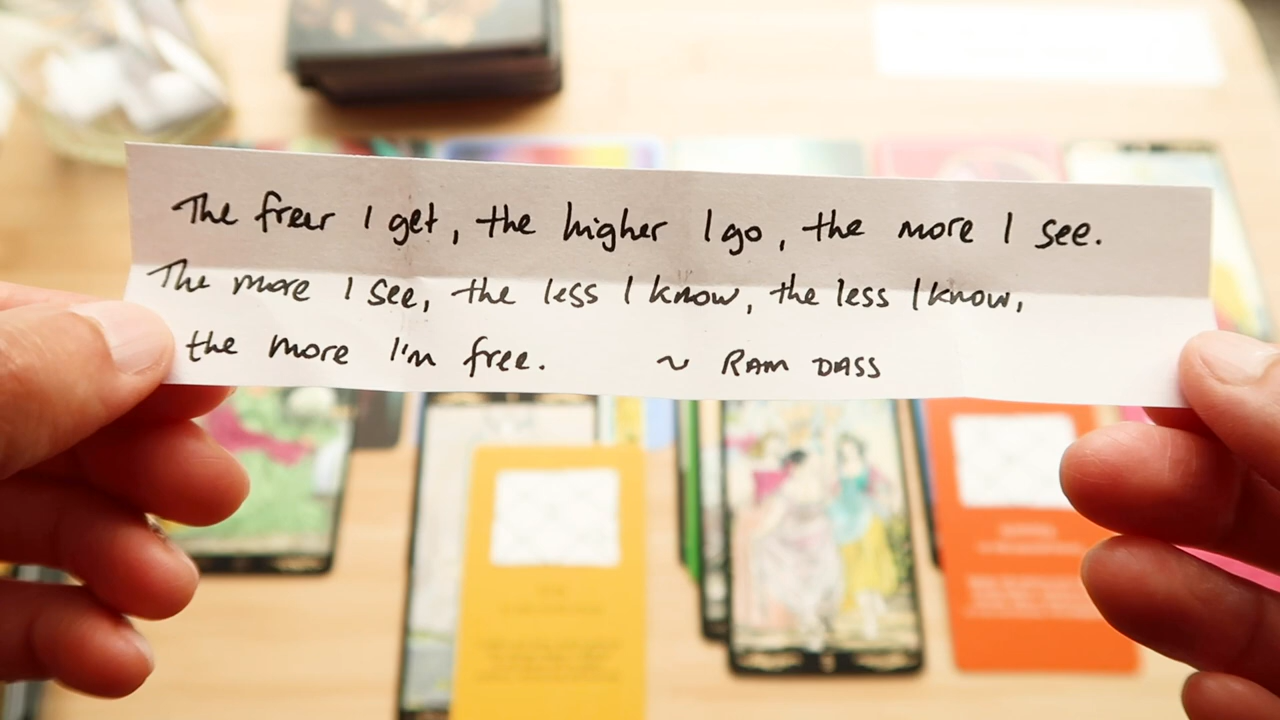 The freer I get, the higher I go, the more I see.
The more I see, the less I know, the less I know,
the more I'm free. ~ RAM DASS